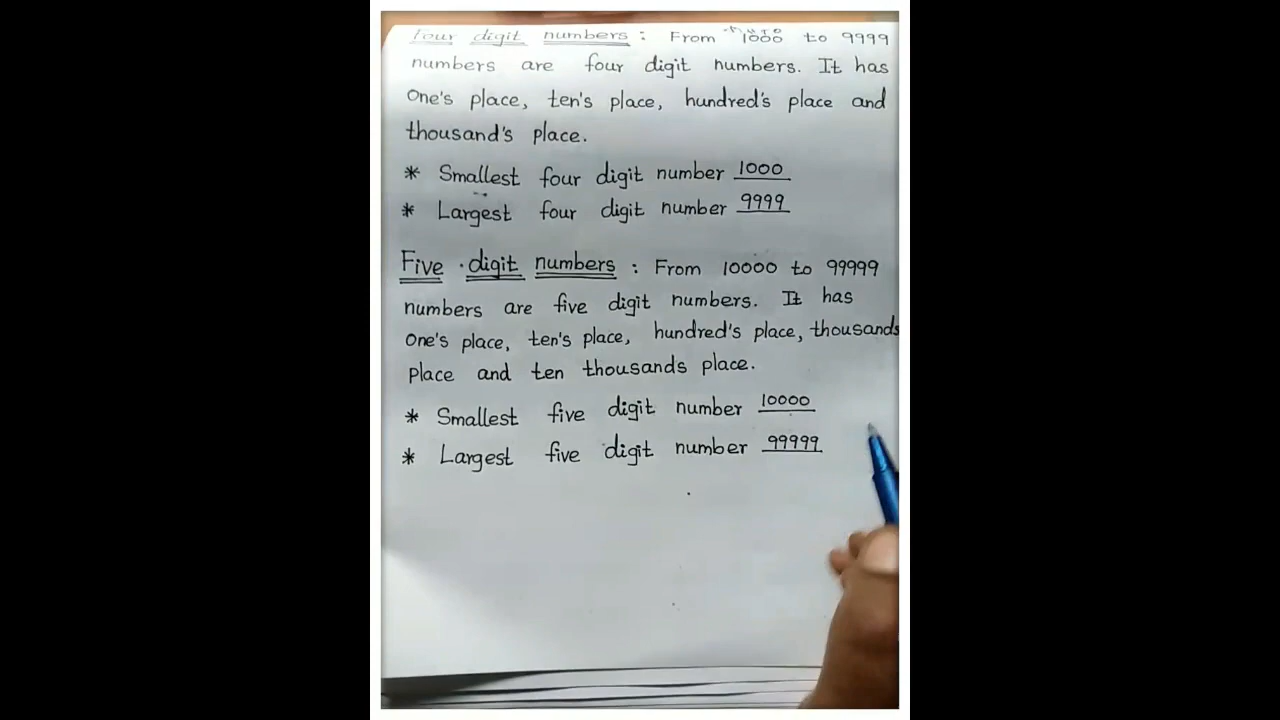 Four digit numbers : From 1000 to 9999
numbers are four digit numbers. It has
One's place, ten's place, hundred's place and
thousand's place.
* Smallest four digit number 1000
* Largest four digit number 9999
Five digit numbers : From 10000 to 99999
numbers are five digit numbers. It has
One's place, ten's place, hundred's place, thousands
place and ten thousands place.
* Smallest five digit number 10000
* Largest five digit number 99999